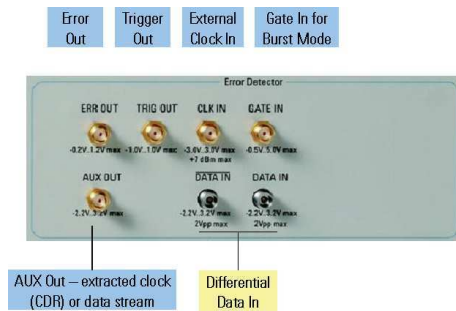 Error Out
Trigger Out
External Clock In
Gate In for Burst Mode
Error Detector
ERR OUT
TRIG OUT
CLK IN
GATE IN
-0.2V..1.2V max
-1.0V..1.0V max
-3.0V..3.0V max
+7 dBm max
-0.5V..5.0V max
AUX OUT
DATA IN
DATA IN
-2.2V..3.2V max
-2.2V..3.2V max
2Vpp max
-2.2V..3.2V max
2Vpp max
AUX Out – extracted clock
(CDR) or data stream
Differential
Data In